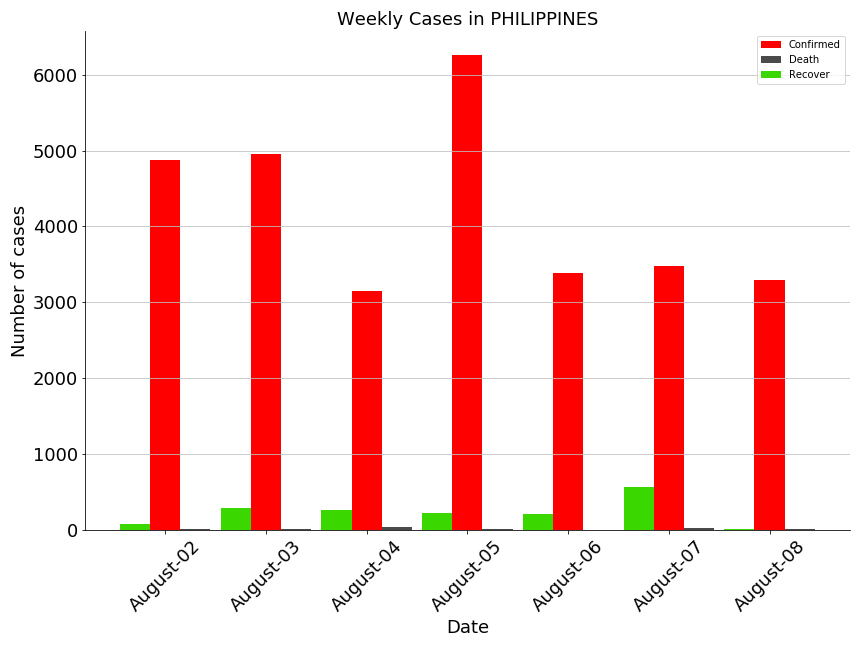 Weekly Cases in PHILIPPINES
Confirmed
Death
Recover
Number of cases
6000
5000
4000
3000
2000
1000
0
August-02
August-03
August-04
August-05
August-06
August-07
August-08
Date